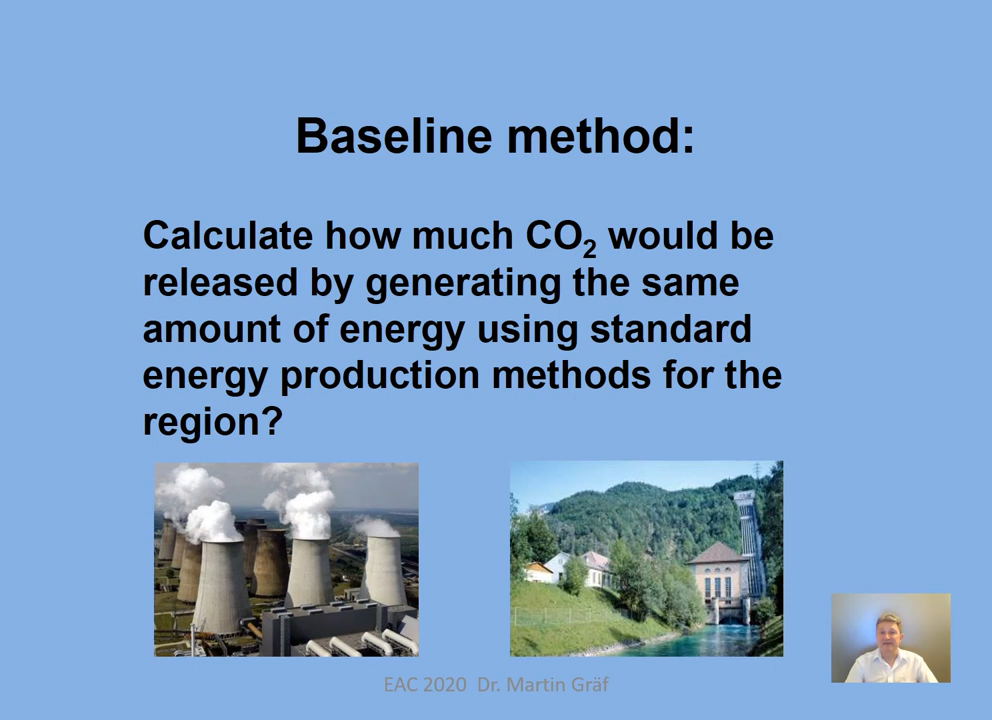 Baseline method:
Calculate how much CO₂ would be
released by generating the same
amount of energy using standard
energy production methods for the
region?
EAC 2020 Dr. Martin Gräf